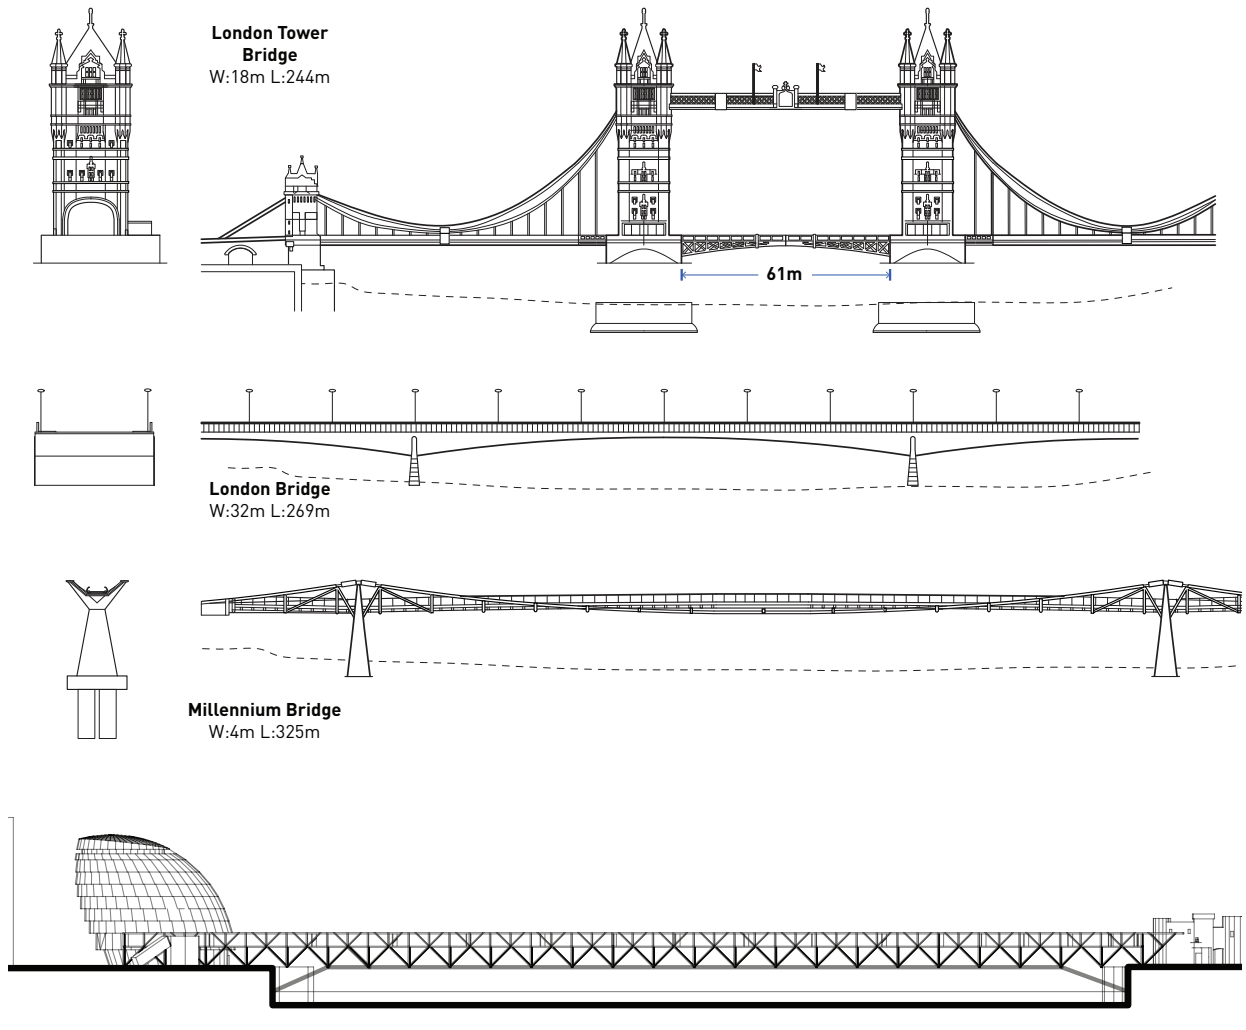 London Tower
Bridge
W:18m L:244m
61m
London Bridge
W:32m L:269m
Millennium Bridge
W:4m L:325m